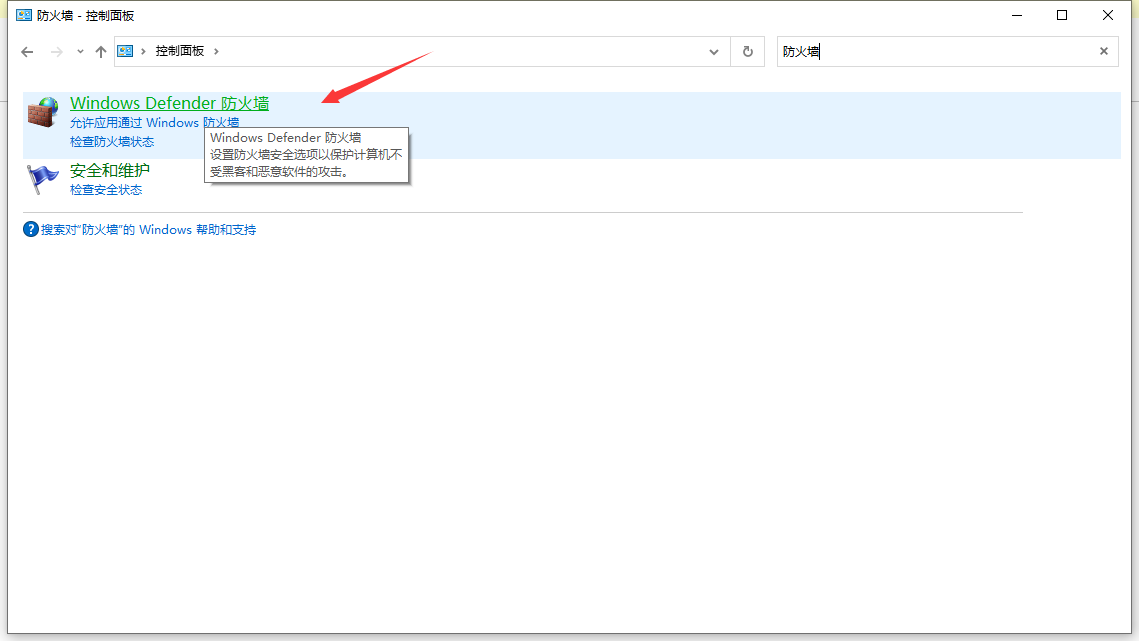 防火墙 - 控制面板
控制面板
防火墙
Windows Defender 防火墙
允许应用通过 Windows 防火墙
检查防火墙状态
Windows Defender 防火墙
设置防火墙安全选项以保护计算机不
受黑客和恶意软件的攻击。
安全和维护
检查安全状态
搜索对"防火墙"的 Windows 帮助和支持